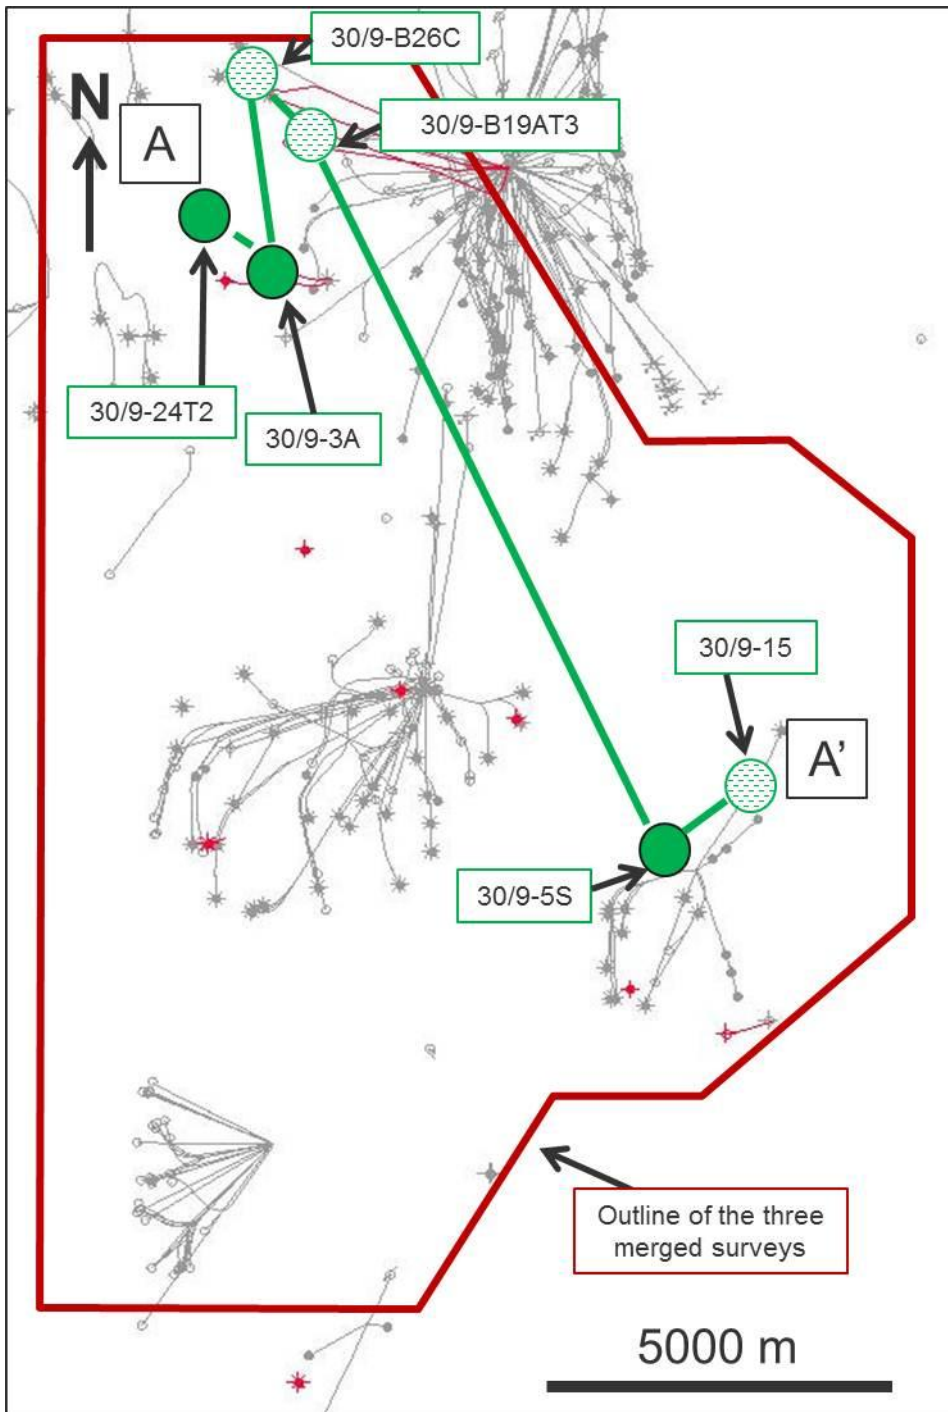 30/9-B26C
N
A
30/9-B19AT3
30/9-24T2
30/9-3A
30/9-15
A'
30/9-5S
Outline of the three
merged surveys
5000 m